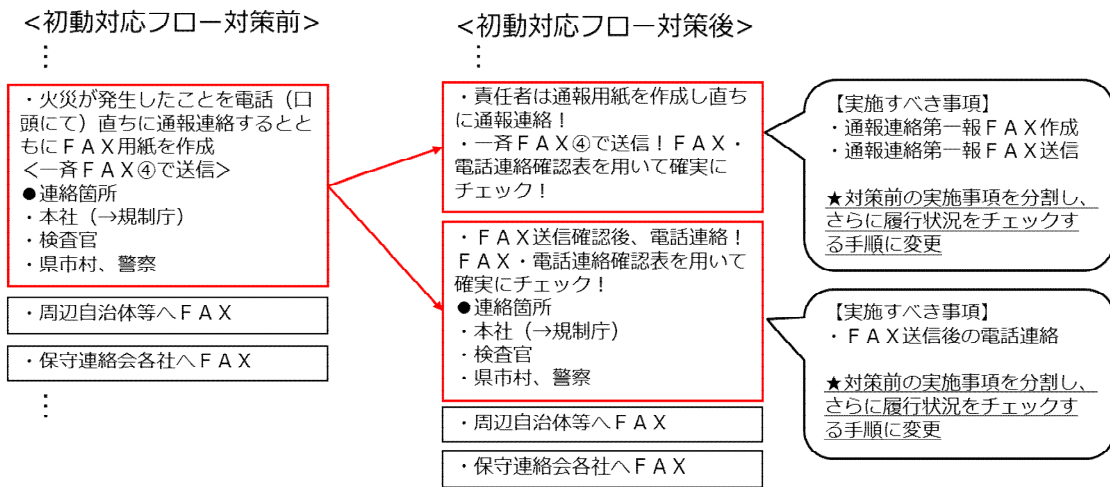 <初動対応フロー対策前>
⋮
・火災が発生したことを電話（口
頭にて）直ちに通報連絡するとと
もにＦＡＸ用紙を作成
＜一斉ＦＡＸ④で送信＞
●連絡箇所
・本社（→規制庁）
・検査官
・県市村、警察
・周辺自治体等へＦＡＸ
・保守連絡会各社へＦＡＸ
⋮
<初動対応フロー対策後>
⋮
・責任者は通報用紙を作成し直ち
に通報連絡！
・一斉ＦＡＸ④で送信！ＦＡＸ・
電話連絡確認表を用いて確実に
チェック！
・ＦＡＸ送信確認後、電話連絡！
ＦＡＸ・電話連絡確認表を用いて
確実にチェック！
●連絡箇所
・本社（→規制庁）
・検査官
・県市村、警察
・周辺自治体等へＦＡＸ
・保守連絡会各社へＦＡＸ
【実施すべき事項】
・通報連絡第一報ＦＡＸ作成
・通報連絡第一報ＦＡＸ送信
★対策前の実施事項を分割し、
さらに履行状況をチェックす
る手順に変更
【実施すべき事項】
・ＦＡＸ送信後の電話連絡
★対策前の実施事項を分割し、
さらに履行状況をチェックす
る手順に変更